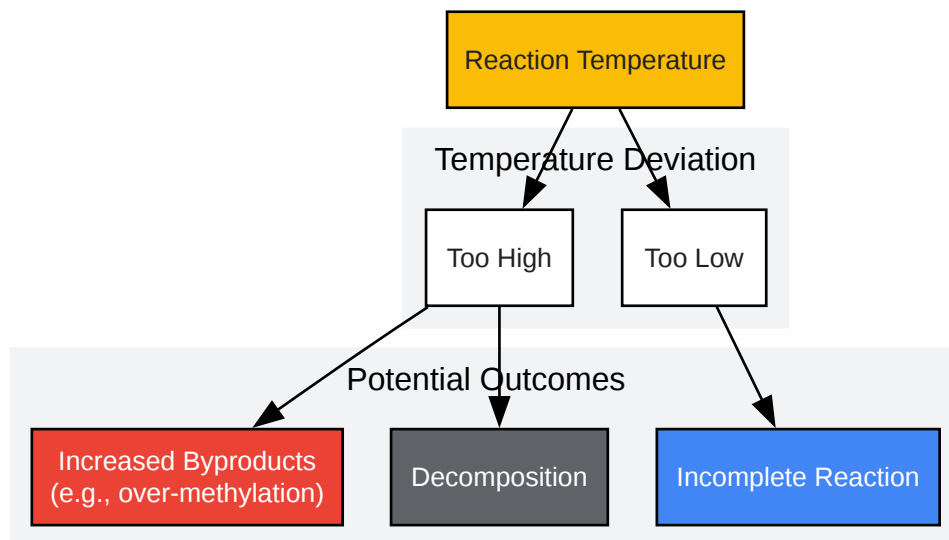 Reaction Temperature
Temperature Deviation
Too High
Too Low
Potential Outcomes
Increased Byproducts
(e.g., over-methylation)
Decomposition
Incomplete Reaction